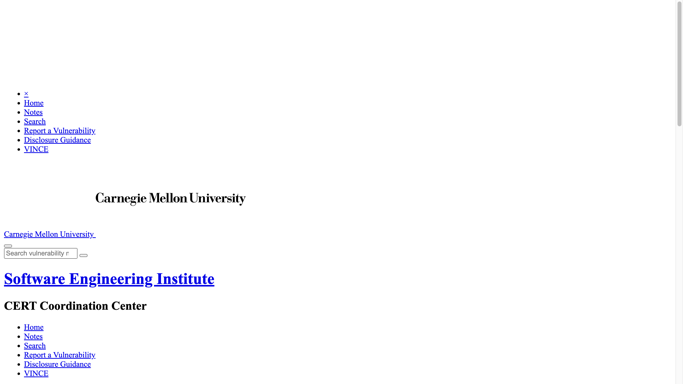 ×
Home
Notes
Search
Report a Vulnerability
Disclosure Guidance
VINCE
Carnegie Mellon University
Carnegie Mellon University
Search vulnerability r
Software Engineering Institute
CERT Coordination Center
Home
Notes
Search
Report a Vulnerability
Disclosure Guidance
VINCE